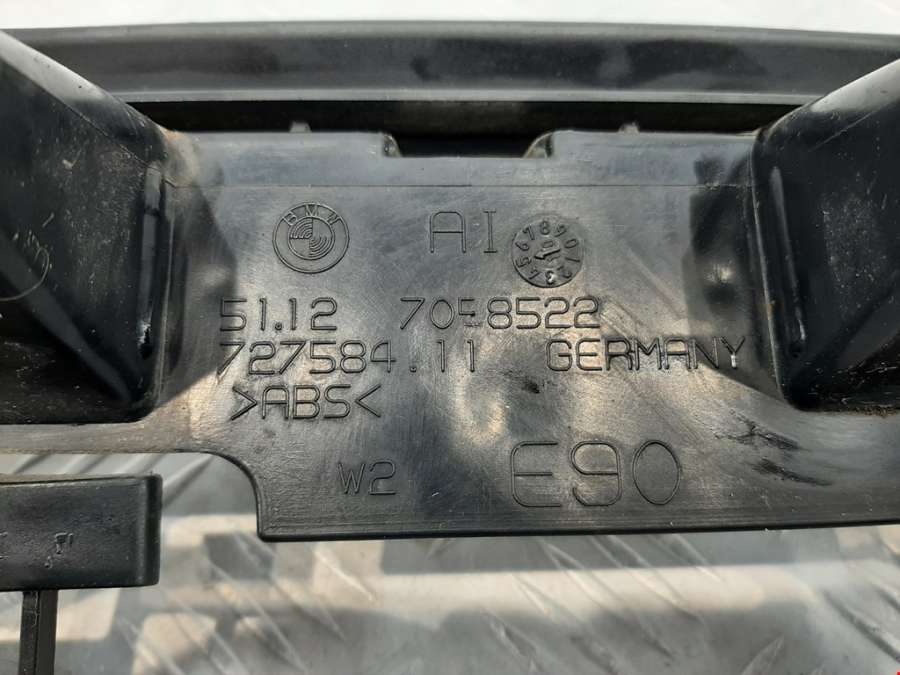 BMW
AI
51.12 7058522
727584.11 GERMANY
>ABS<
W2 E90